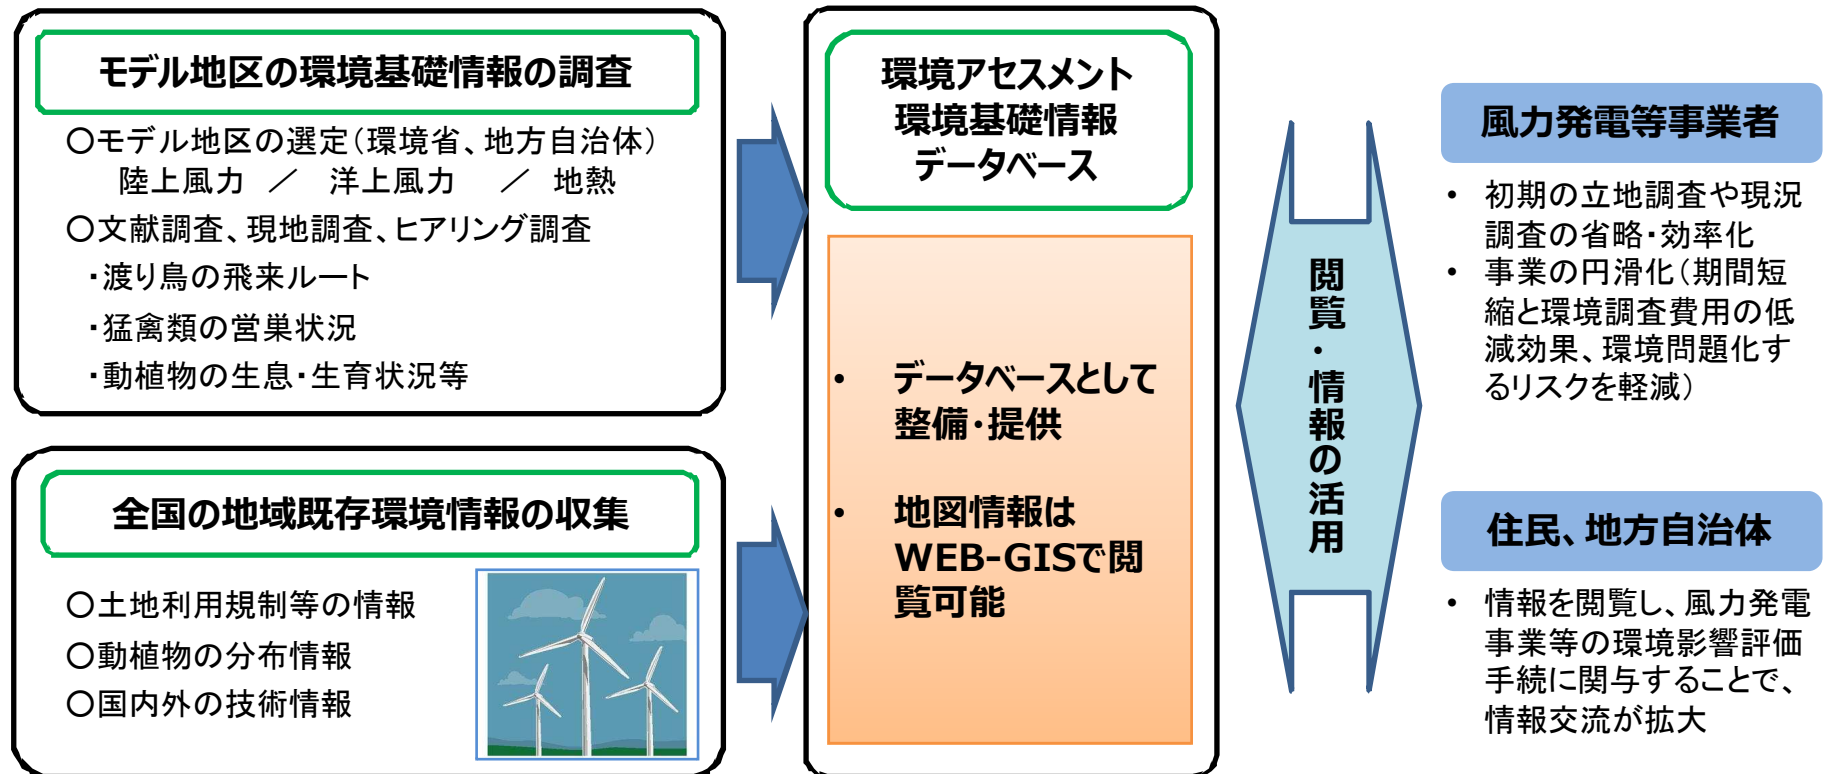 モデル地区の環境基礎情報の調査
〇モデル地区の選定(環境省、地方自治体)
陸上風力 / 洋上風力 / 地熱
〇文献調査、現地調査、ヒアリング調査
・渡り鳥の飛来ルート
・猛禽類の営巣状況
・動植物の生息・生育状況等
全国の地域既存環境情報の収集
〇土地利用規制等の情報
〇動植物の分布情報
〇国内外の技術情報
環境アセスメント
環境基礎情報
データベース
• データベースとして
整備・提供
• 地図情報は
WEB-GISで閲
覧可能
閲覧・情報の活用
風力発電等事業者
• 初期の立地調査や現況
調査の省略・効率化
• 事業の円滑化(期間短
縮と環境調査費用の低
減効果、環境問題化す
るリスクを軽減)
住民、地方自治体
• 情報を閲覧し、風力発電
事業等の環境影響評価
手続に関与することで、
情報交流が拡大